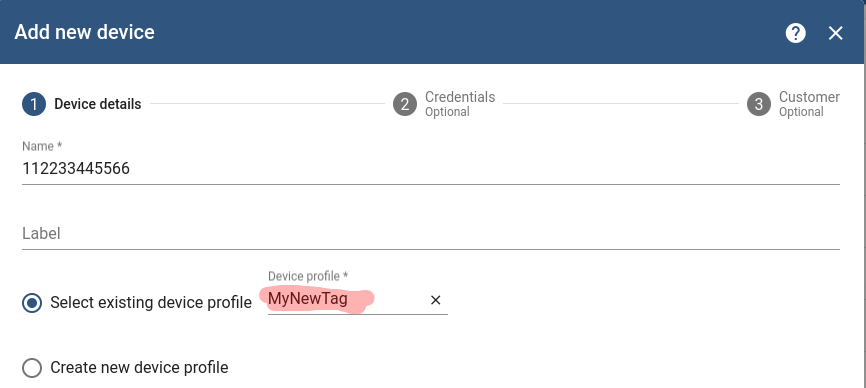 Add new device
?
1 Device details
2 Credentials
Optional
3 Customer
Optional
Name *
112233445566
Label
Device profile *
Select existing device profile MyNewTag
Create new device profile